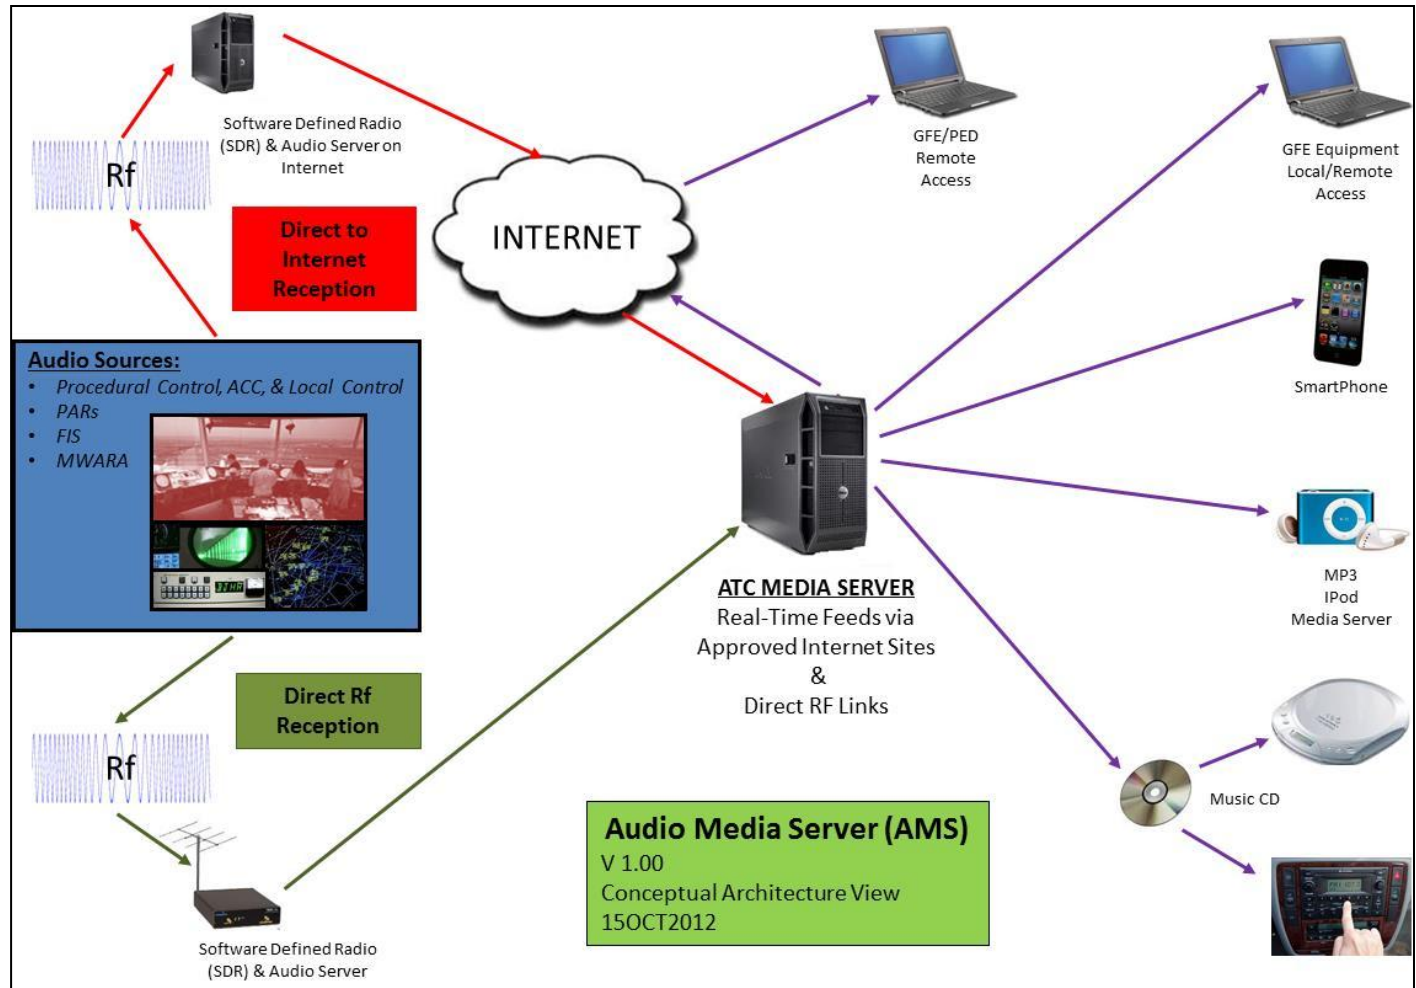 Software Defined Radio
(SDR) & Audio Server on
Internet
Rf
Direct to
Internet
Reception
INTERNET
GFE/PED
Remote
Access
GFE Equipment
Local/Remote
Access
SmartPhone
Audio Sources:
• Procedural Control, ACC, & Local Control
• PARs
• FIS
• MWARA
ATC MEDIA SERVER
Real-Time Feeds via
Approved Internet Sites
&
Direct RF Links
MP3
IPod
Media Server
Direct Rf
Reception
Rf
Music CD
Software Defined Radio
(SDR) & Audio Server
Audio Media Server (AMS)
V 1.00
Conceptual Architecture View
15OCT2012